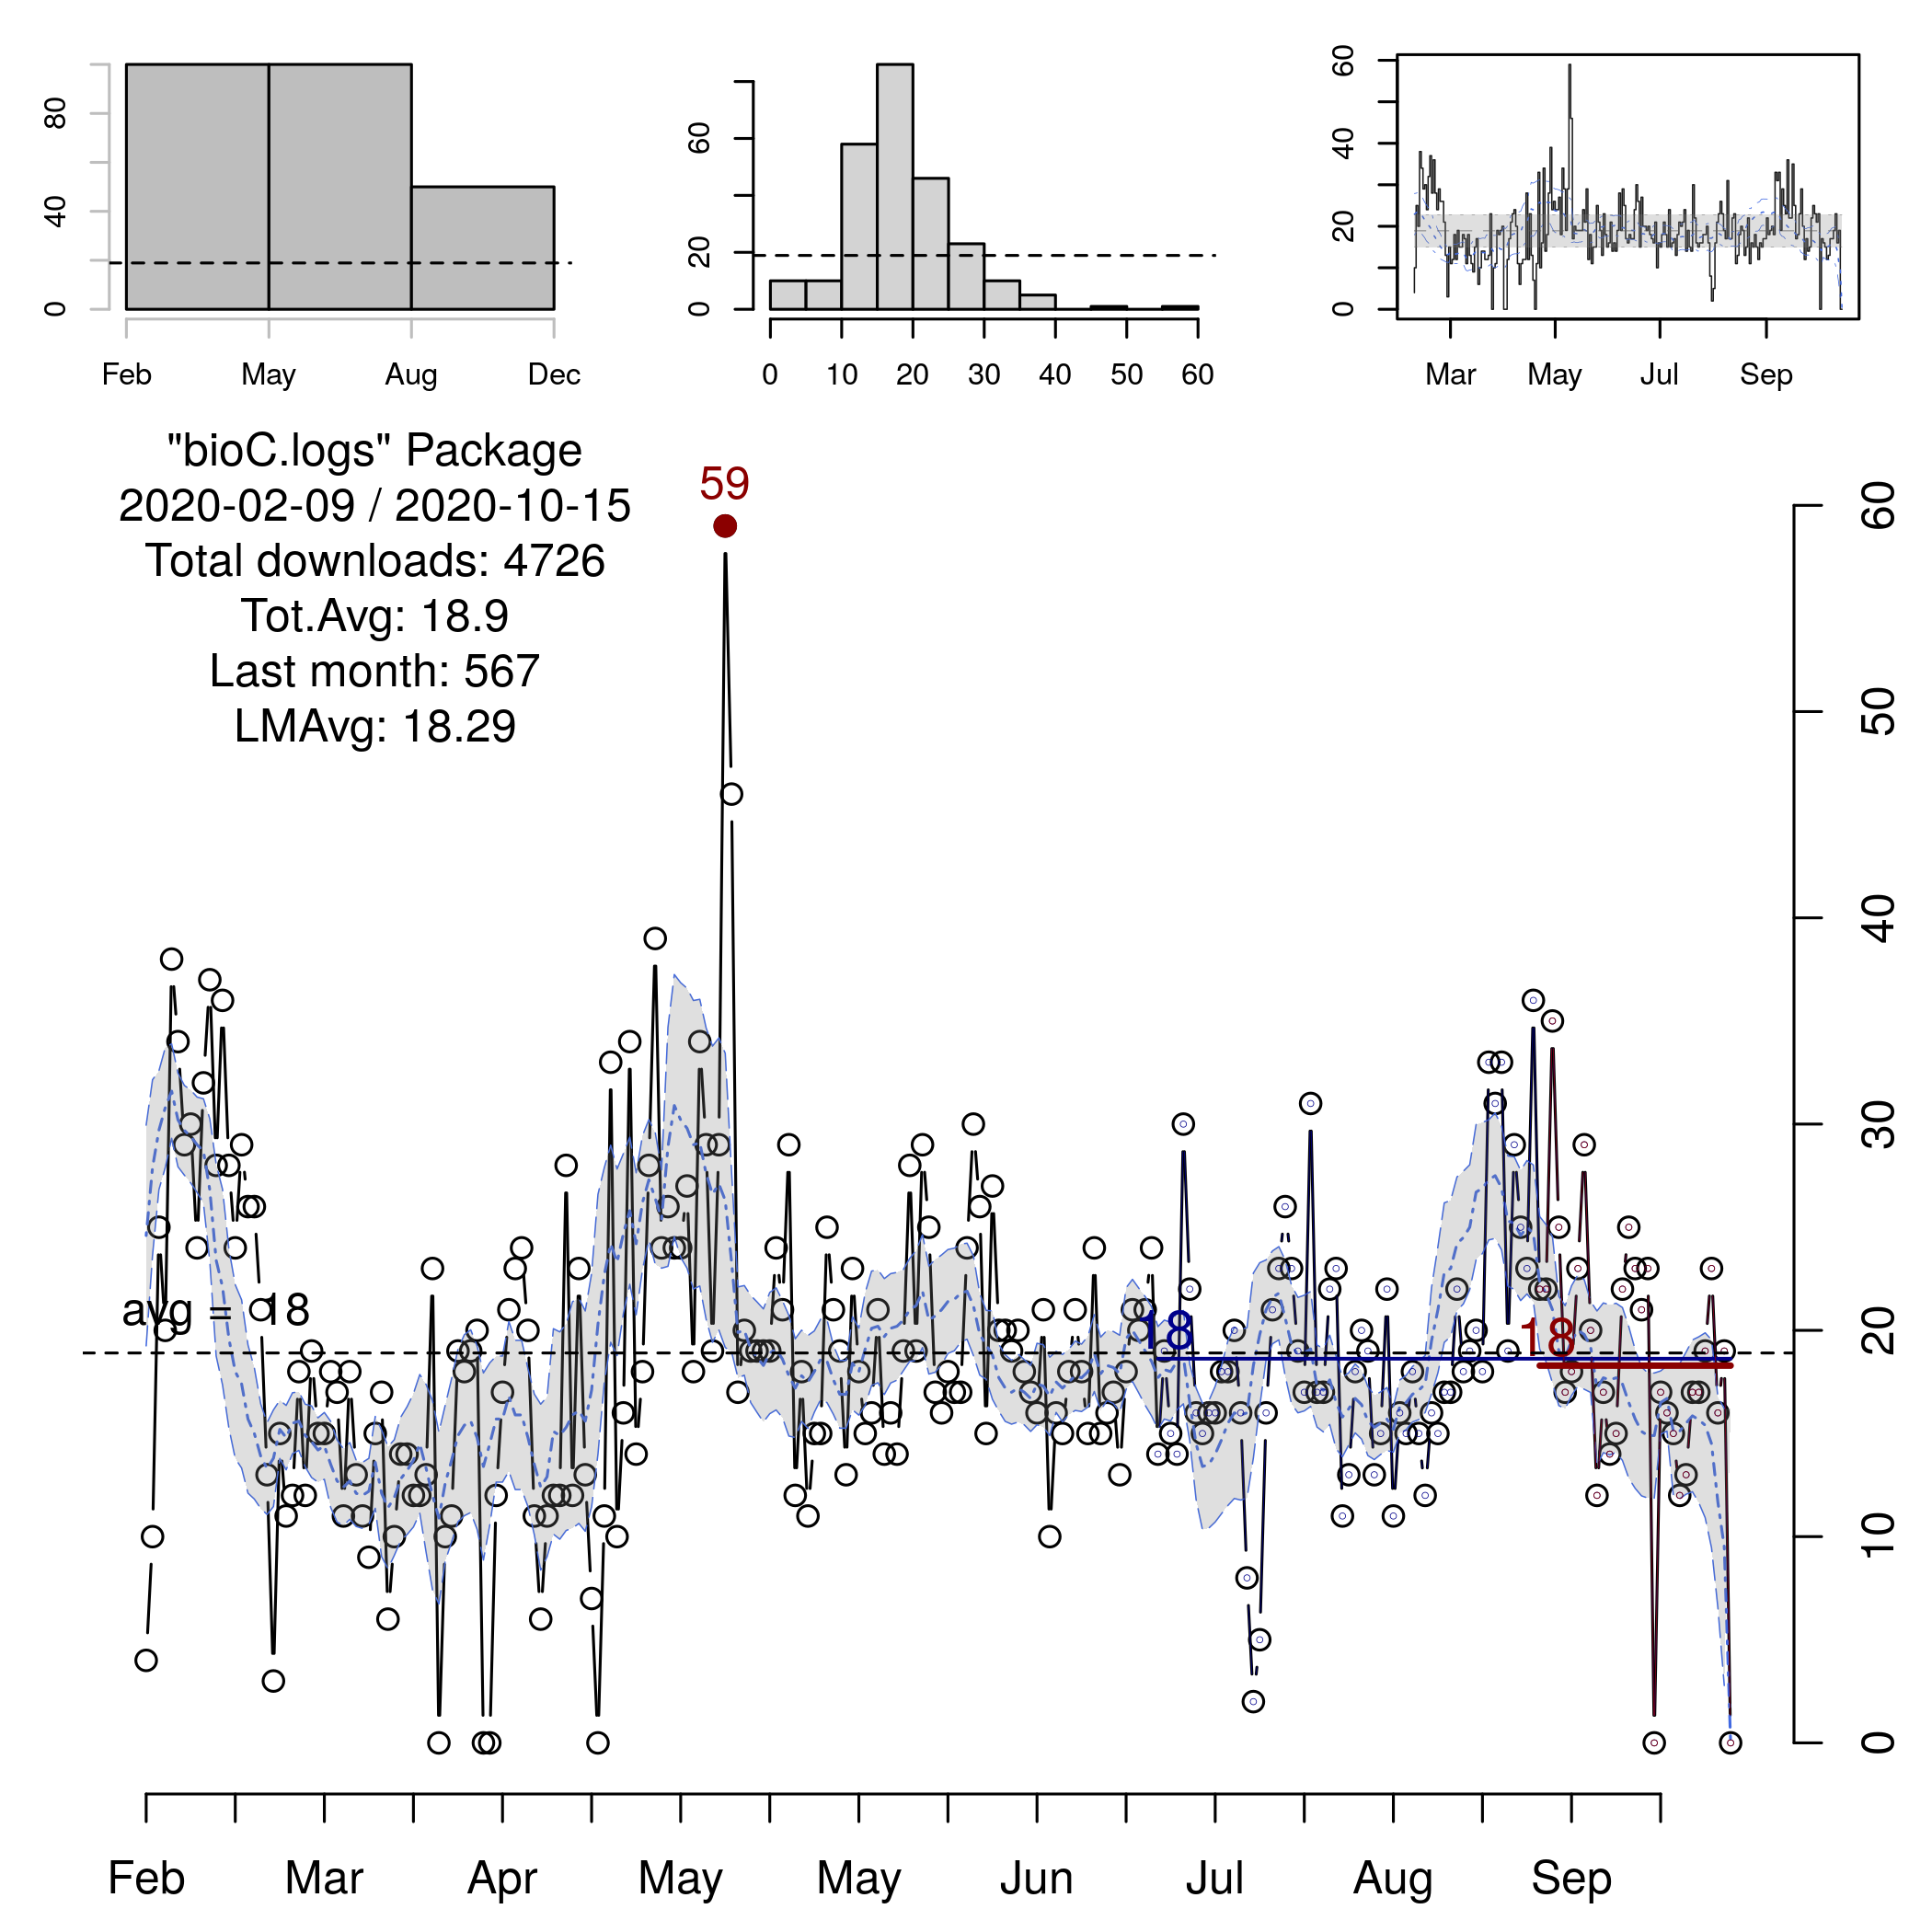 80
40
0
Feb May Aug Dec
60
20
0
0 10 20 30 40 50 60
60
40
20
0
Mar May Jul Sep
"bioC.logs" Package
2020-02-09 / 2020-10-15
Total downloads: 4726
Tot.Avg: 18.9
Last month: 567
LMAvg: 18.29
59
avg = 18
18
18
60
50
40
30
20
10
0
Feb Mar Apr May May Jun Jul Aug Sep